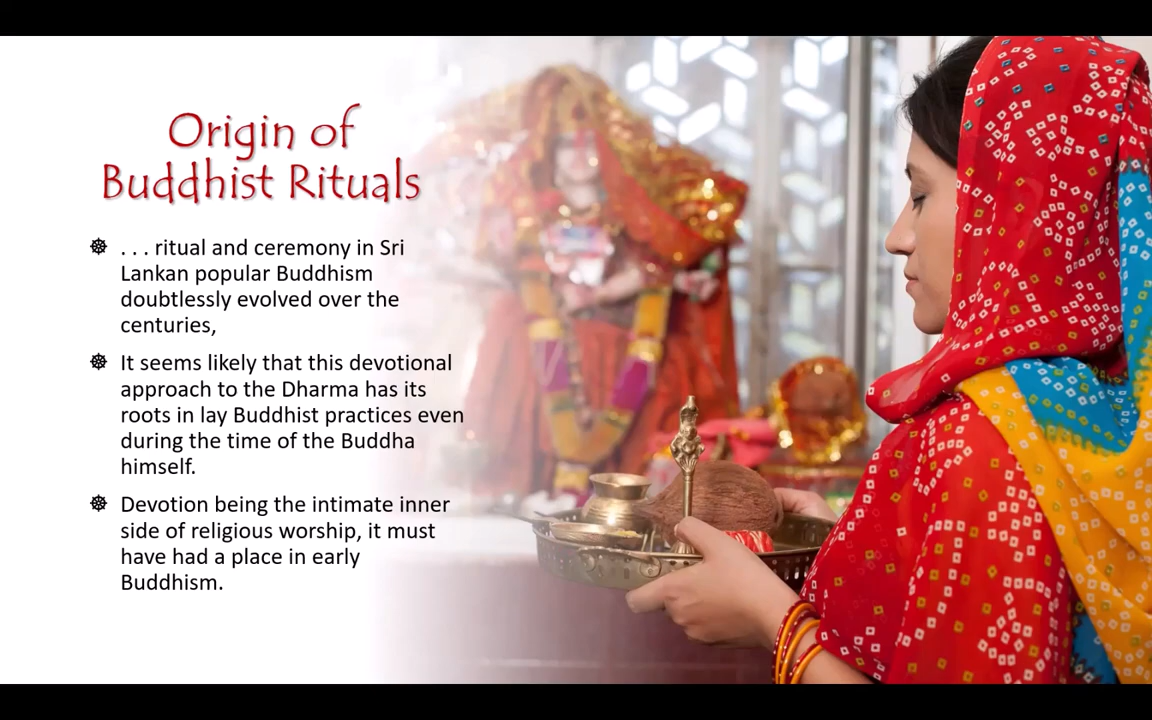 Origin of
Buddhist Rituals
. . . ritual and ceremony in Sri
Lankan popular Buddhism
doubtlessly evolved over the
centuries,
It seems likely that this devotional
approach to the Dharma has its
roots in lay Buddhist practices even
during the time of the Buddha
himself.
Devotion being the intimate inner
side of religious worship, it must
have had a place in early
Buddhism.